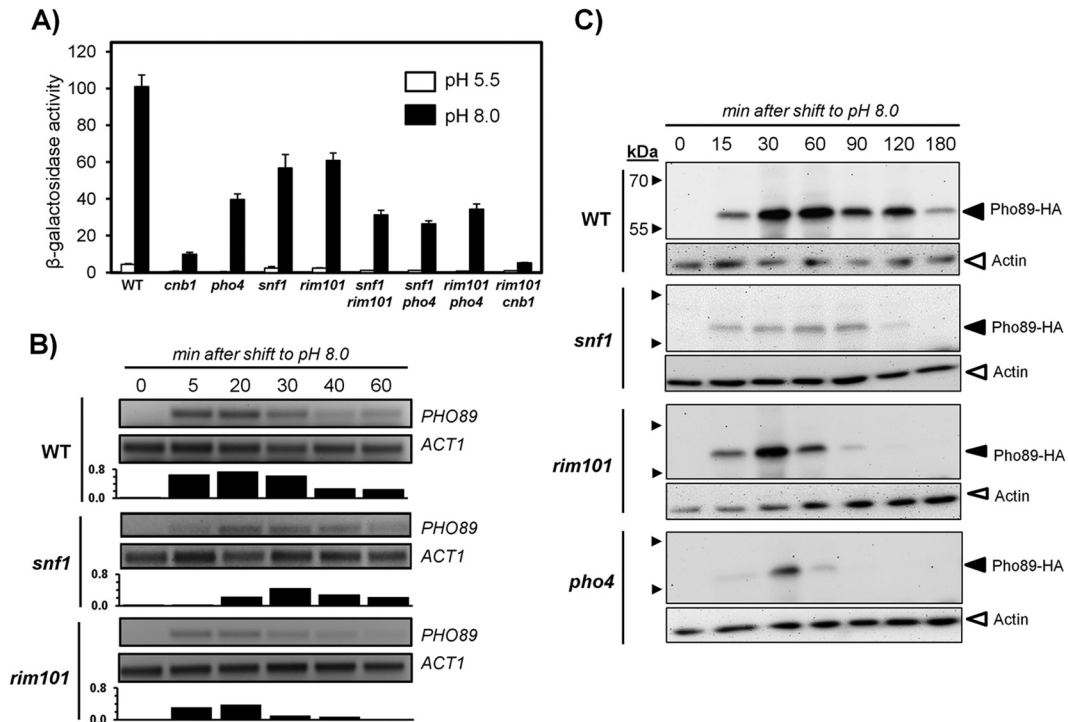 A)
β-galactosidase activity
120
100
80
60
40
20
0
pH 5.5
pH 8.0
WT
cnb1
pho4
snf1
rim101
snf1 rim101
snf1 pho4
rim101 pho4
rim101 cnb1
B)
min after shift to pH 8.0
0 5 20 30 40 60
WT
PHO89
ACT1
0.8
0.0
snf1
PHO89
ACT1
0.8
0.0
rim101
PHO89
ACT1
0.8
0.0
C)
min after shift to pH 8.0
0 15 30 60 90 120 180
kDa
70
55
WT
Pho89-HA
Actin
snf1
Pho89-HA
Actin
rim101
Pho89-HA
Actin
pho4
Pho89-HA
Actin